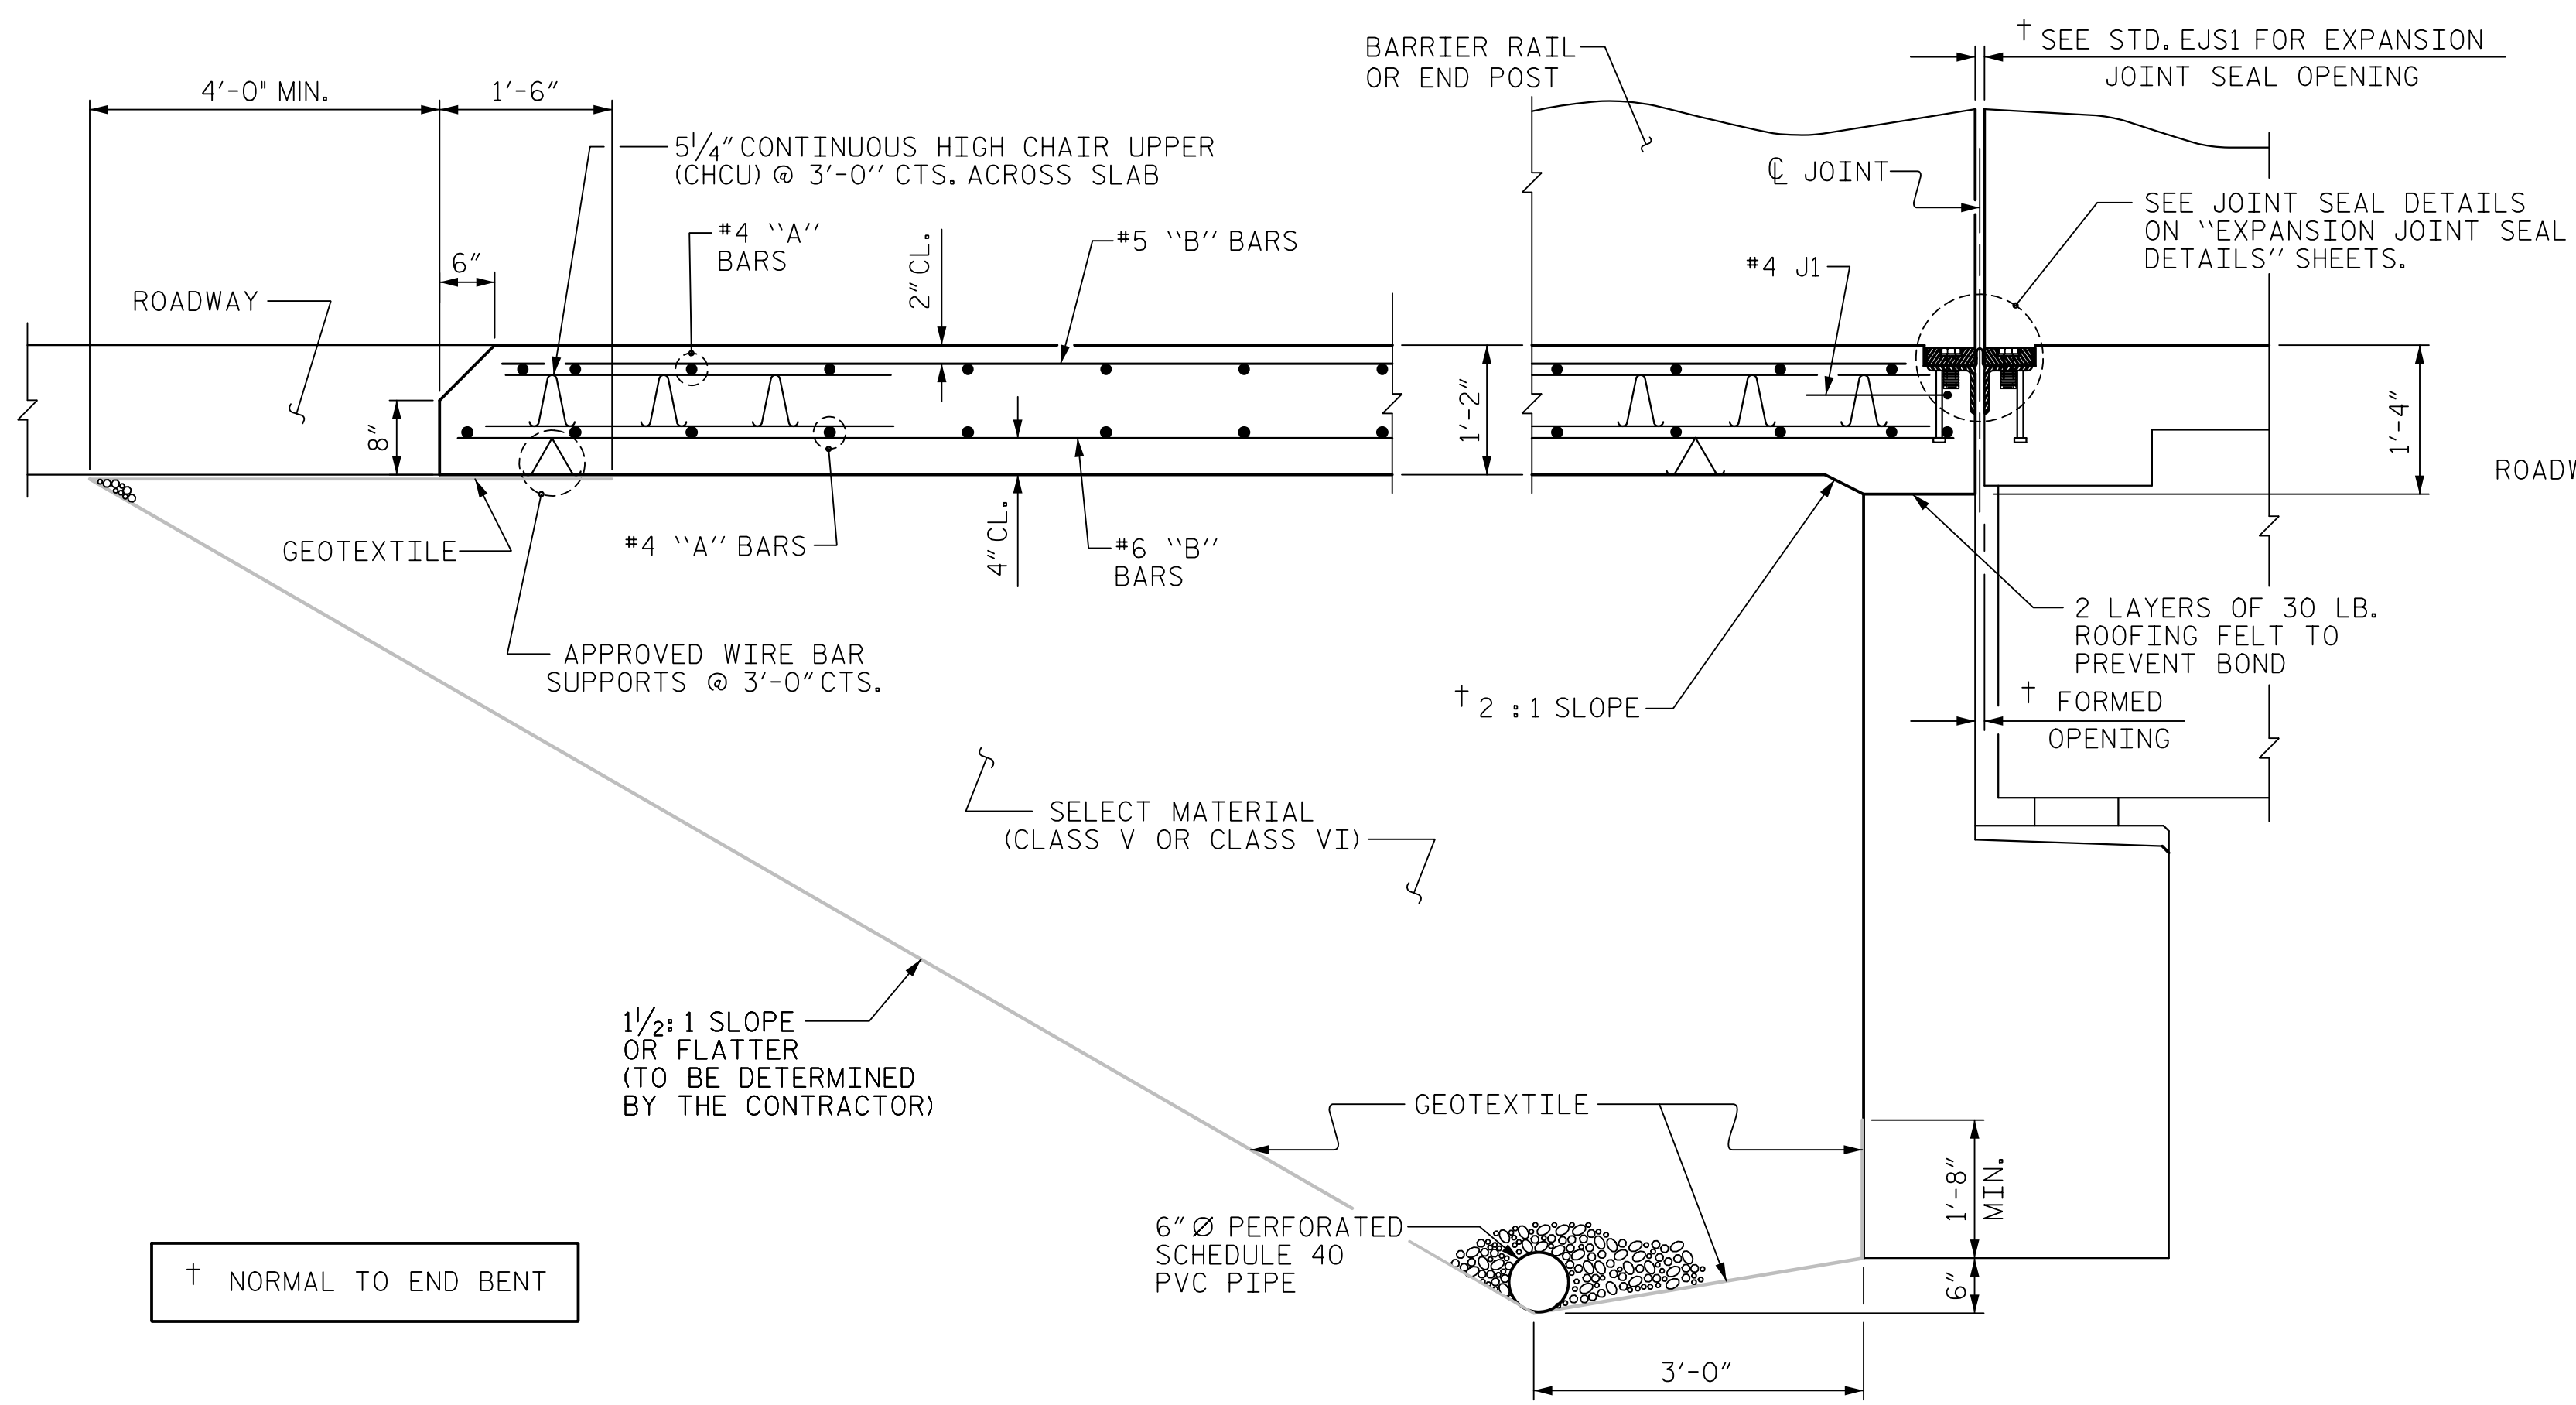 † SEE STD. EJS1 FOR EXPANSION
JOINT SEAL OPENING
BARRIER RAIL
OR END POST
4'-0" MIN.
1'-6"
5 1/4" CONTINUOUS HIGH CHAIR UPPER
(CHCU) @ 3'-0" CTS. ACROSS SLAB
℄ JOINT
SEE JOINT SEAL DETAILS
ON "EXPANSION JOINT SEAL
DETAILS" SHEETS.
#4 "A"
BARS
2" CL.
#5 "B" BARS
6"
#4 J1
ROADWAY
8"
1'-2"
1'-4"
ROADW
GEOTEXTILE
#4 "A" BARS
4" CL.
#6 "B"
BARS
2 LAYERS OF 30 LB.
ROOFING FELT TO
PREVENT BOND
APPROVED WIRE BAR
SUPPORTS @ 3'-0" CTS.
† 2 : 1 SLOPE
† FORMED
OPENING
SELECT MATERIAL
(CLASS V OR CLASS VI)
1 1/2 : 1 SLOPE
OR FLATTER
(TO BE DETERMINED
BY THE CONTRACTOR)
GEOTEXTILE
1'-8"
MIN.
6" Ø PERFORATED
SCHEDULE 40
PVC PIPE
6"
† NORMAL TO END BENT
3'-0"